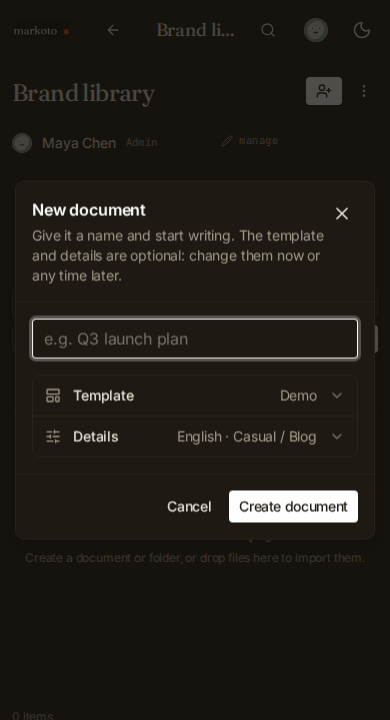 markoto
Brand li...
Brand library
Maya Chen Admin manage
New document
Give it a name and start writing. The template
and details are optional: change them now or
any time later.
e.g. Q3 launch plan
Template Demo
Details English · Casual / Blog
Cancel Create document
Create a document or folder, or drop files here to import them.
0 items